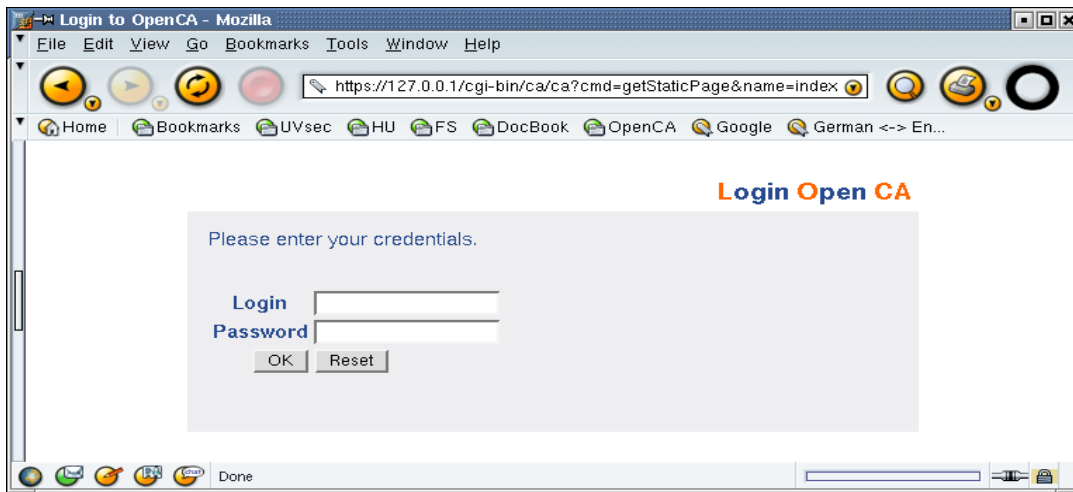 Login to OpenCA - Mozilla
File Edit View Go Bookmarks Tools Window Help
https://127.0.0.1/cgi-bin/ca/ca?cmd=getStaticPage&name=index
Home Bookmarks UVsec HU FS DocBook OpenCA Google German <-> En...
Login Open CA
Please enter your credentials.
Login
Password
OK Reset
Done